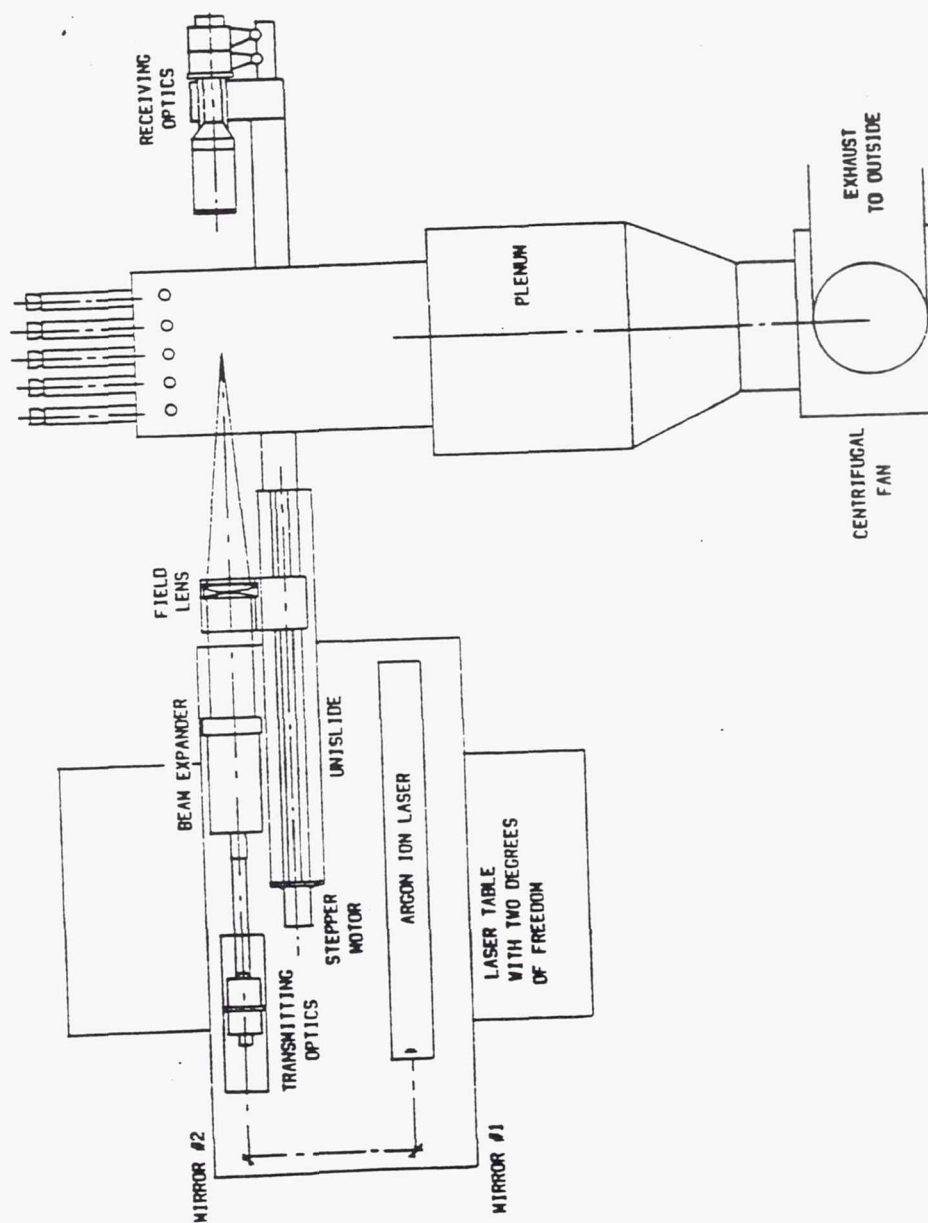 RECEIVING
OPTICS
PLENUM
EXHAUST
TO OUTSIDE
CENTRIFUGAL
FAN
FIELD
LENS
BEAM EXPANDER
UNISLIDE
STEPPER
MOTOR
ARGON ION LASER
LASER TABLE
WITH TWO DEGREES
OF FREEDOM
TRANSMITTING
OPTICS
MIRROR #2
MIRROR #1